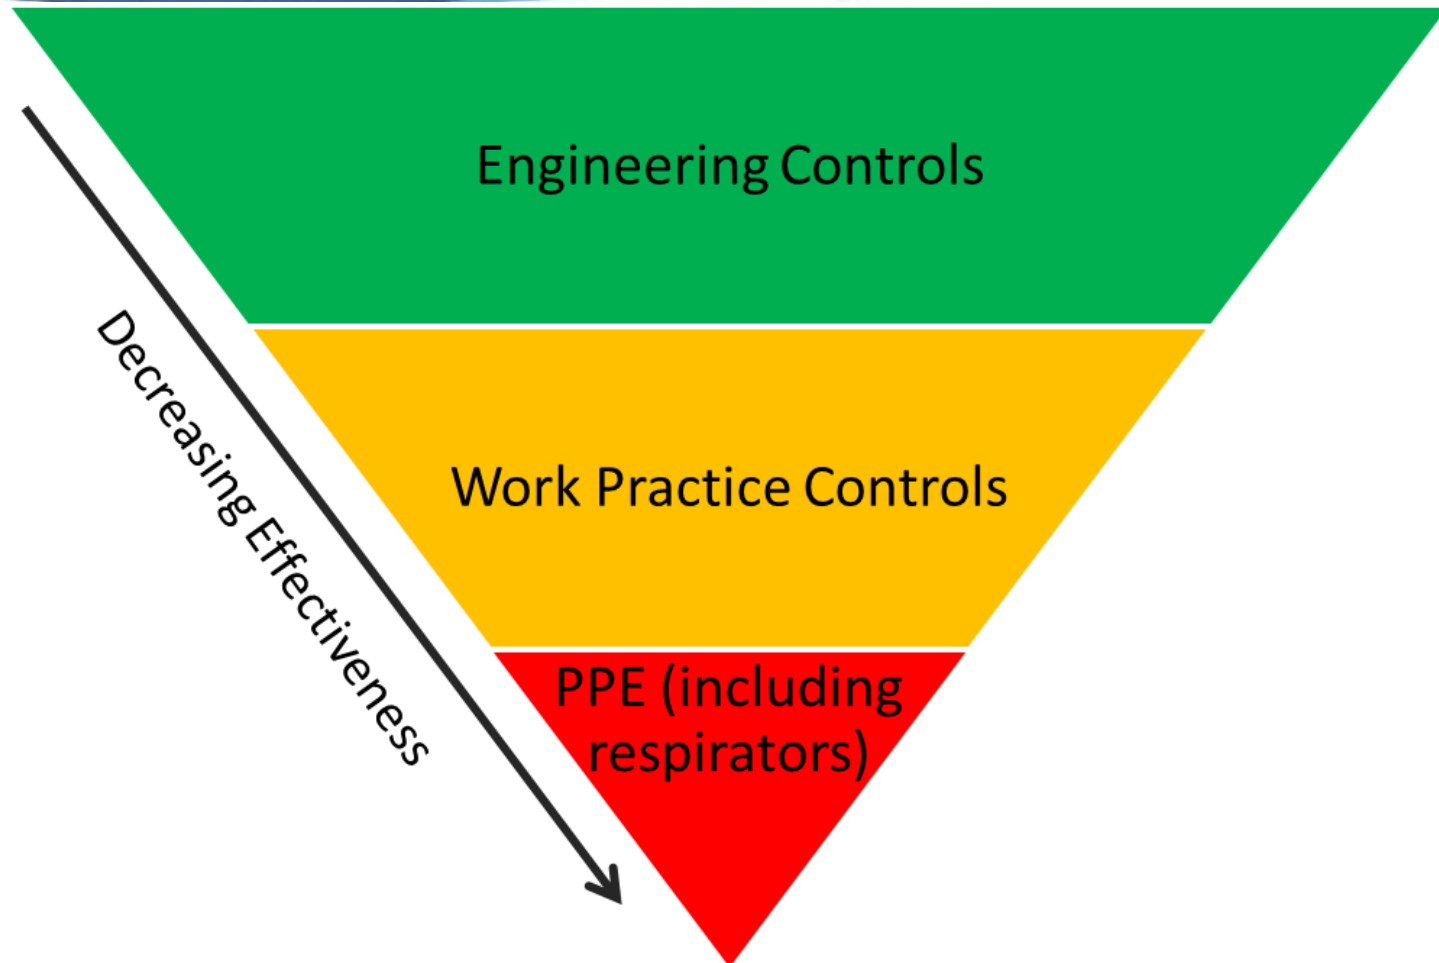 Engineering Controls
Decreasing Effectiveness
Work Practice Controls
PPE (including
respirators)